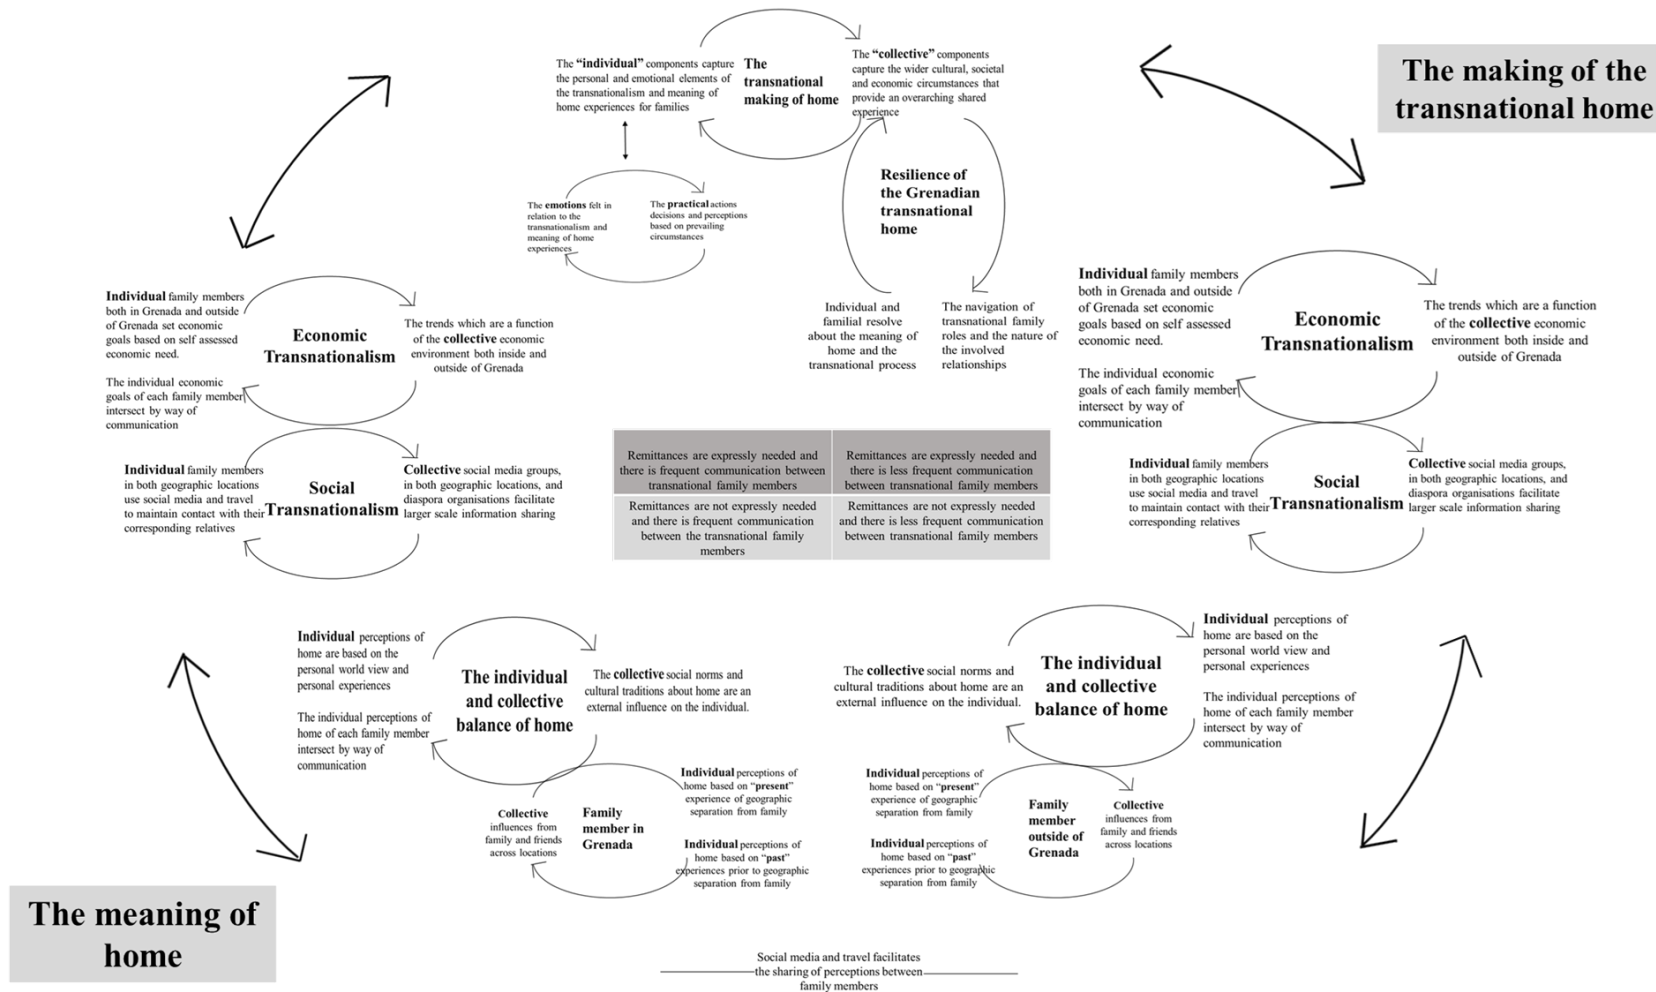 The making of the
transnational home
The “individual” components capture
the personal and emotional elements of
the transnationalism and meaning of
home experiences for families
The
transnational
making of home
The “collective” components
capture the wider cultural, societal
and economic circumstances that
provide an overarching shared
experience
The emotions felt in
relation to the
transnationalism and
meaning of home
experiences
The practical actions
decisions and perceptions
based on prevailing
circumstances
Resilience of
the Grenadian
transnational
home
Individual and
familial resolve
about the meaning of
home and the
transnational process
The navigation of
transnational family
roles and the nature of
the involved
relationships
Individual family members
both in Grenada and outside
of Grenada set economic
goals based on self assessed
economic need.
The individual economic
goals of each family member
intersect by way of
communication
Economic
Transnationalism
The trends which are a function
of the collective economic
environment both inside and
outside of Grenada
Individual family members
in both geographic locations
use social media and travel
to maintain contact with their
corresponding relatives
Social
Transnationalism
Collective social media groups,
in both geographic locations, and
diaspora organisations facilitate
larger scale information sharing
Remittances are expressly needed and
there is frequent communication between
transnational family members
Remittances are expressly needed and
there is less frequent communication
between transnational family members
Remittances are not expressly needed
and there is frequent communication
between the transnational family
members
Remittances are not expressly needed
and there is less frequent communication
between transnational family members
Individual family members
both in Grenada and outside
of Grenada set economic
goals based on self assessed
economic need.
The individual economic
goals of each family member
intersect by way of
communication
Economic
Transnationalism
The trends which are a function
of the collective economic
environment both inside and
outside of Grenada
Individual family members
in both geographic locations
use social media and travel
to maintain contact with their
corresponding relatives
Social
Transnationalism
Collective social media groups,
in both geographic locations, and
diaspora organisations facilitate
larger scale information sharing
Individual perceptions of
home are based on the
personal world view and
personal experiences
The individual perceptions of
home of each family member
intersect by way of
communication
The individual
and collective
balance of home
The collective social norms and
cultural traditions about home are an
external influence on the individual.
Collective
influences from
family and friends
across locations
Family
member in
Grenada
Individual perceptions of
home based on “present”
experience of geographic
separation from family
Individual perceptions of
home based on “past”
experiences prior to geographic
separation from family
The collective social norms and
cultural traditions about home are an
external influence on the individual.
The individual
and collective
balance of home
Individual perceptions of
home are based on the
personal world view and
personal experiences
The individual perceptions of
home of each family member
intersect by way of
communication
Individual perceptions of
home based on “present”
experience of geographic
separation from family
Individual perceptions of
home based on “past”
experiences prior to geographic
separation from family
Family
member
outside of
Grenada
Collective
influences from
family and friends
across locations
The meaning of
home
Social media and travel facilitates
the sharing of perceptions between
family members